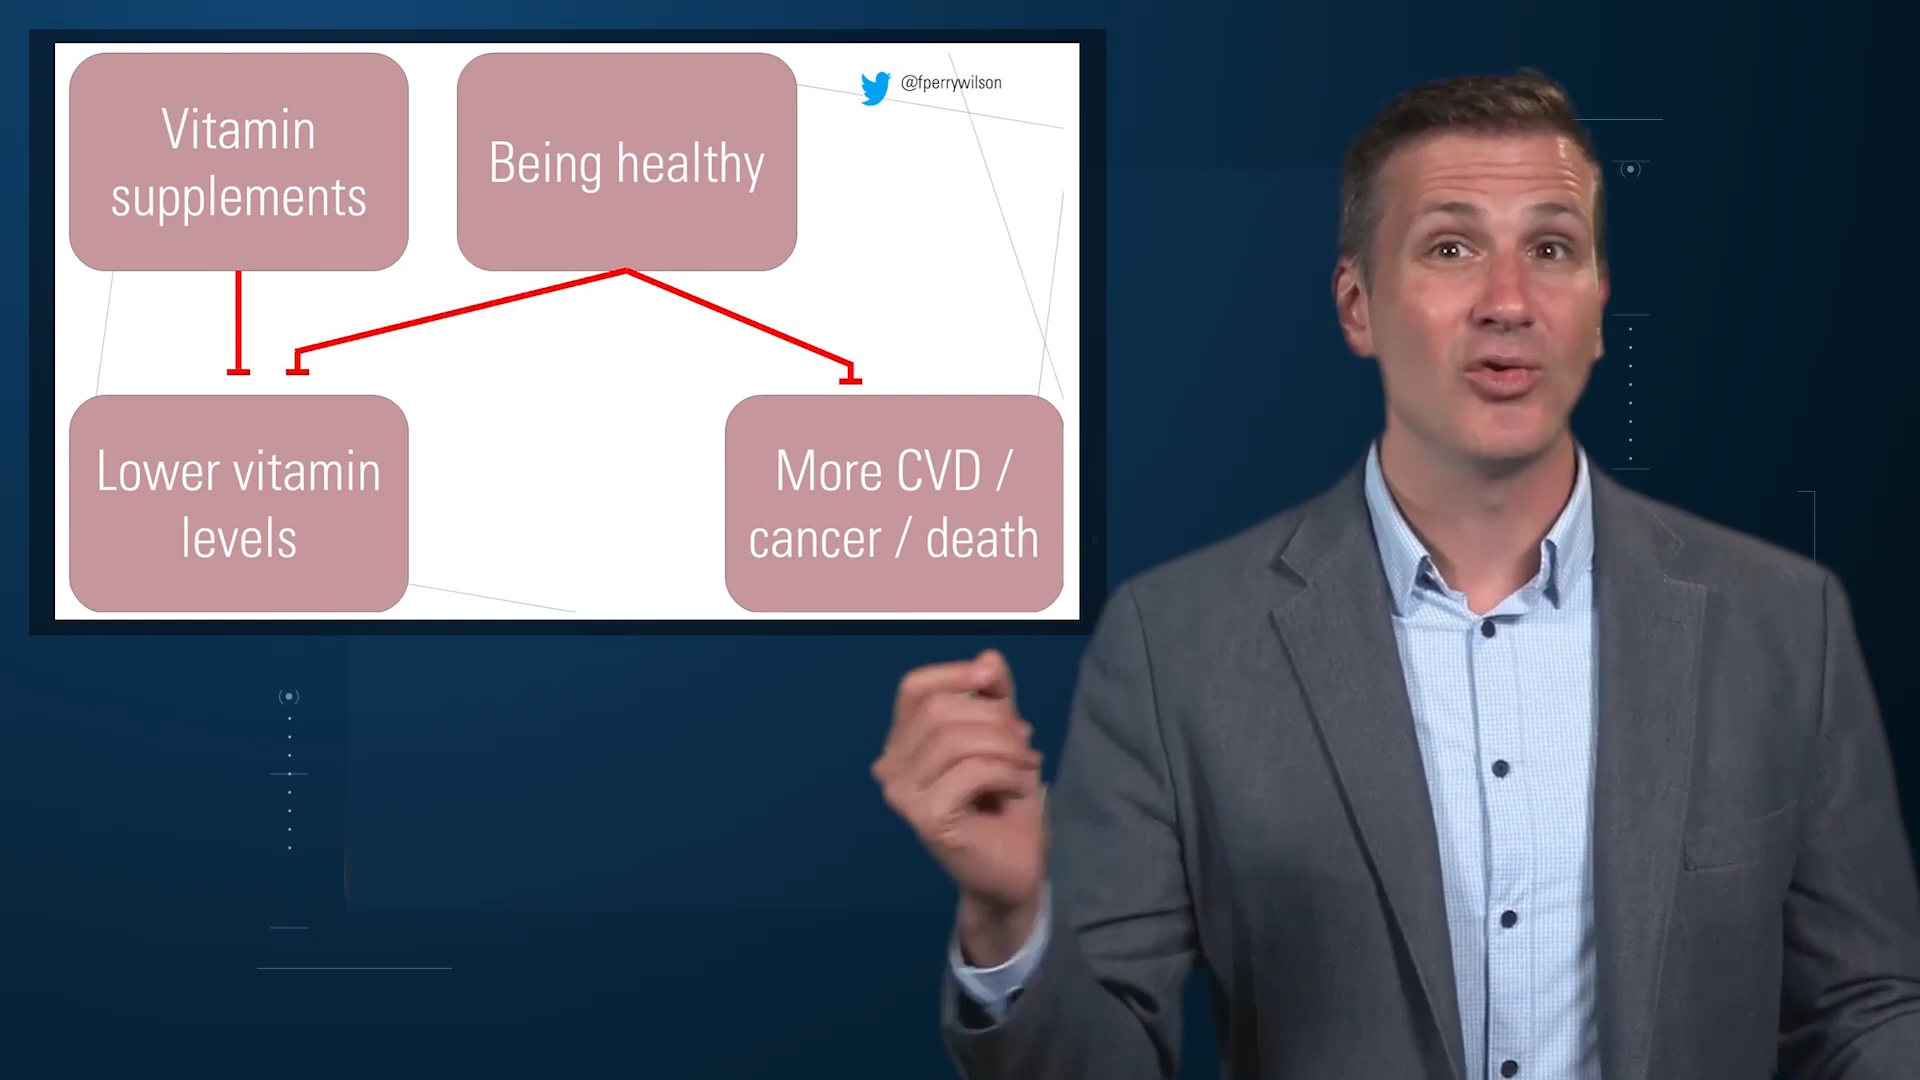 Vitamin
supplements
Being healthy
@fperrywilson
Lower vitamin
levels
More CVD /
cancer / death